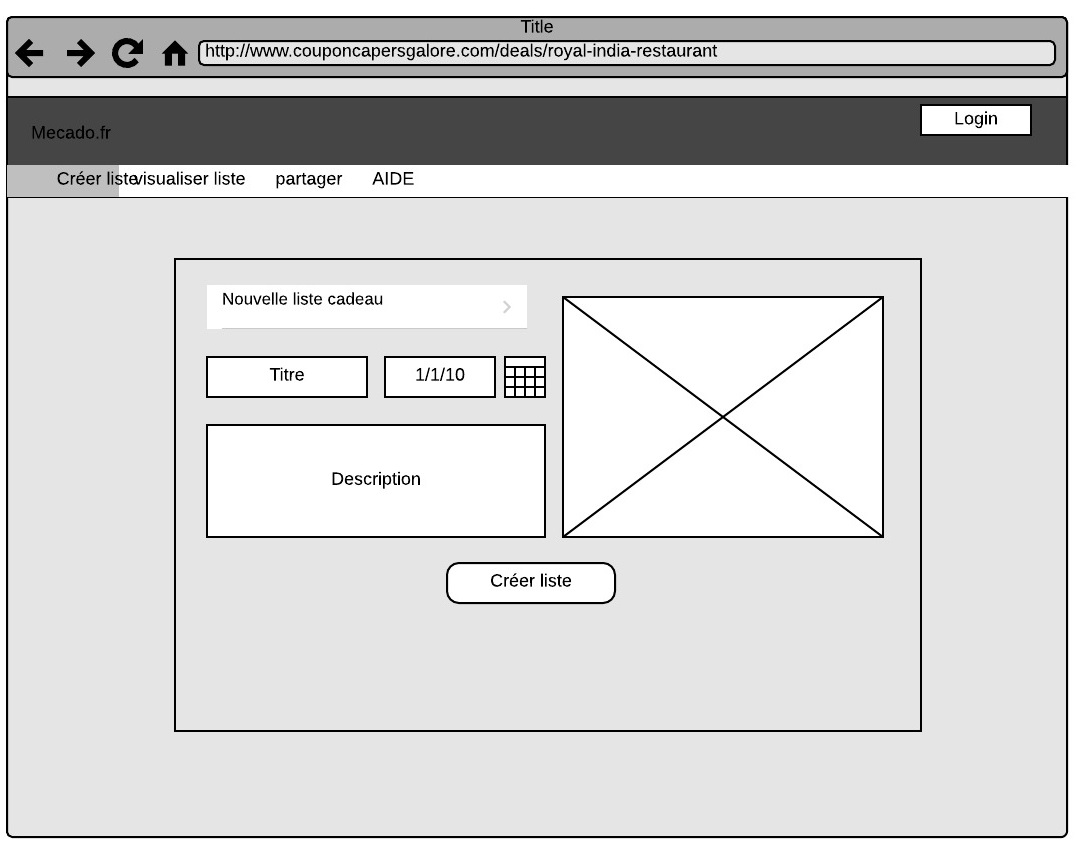 Title
http://www.couponcapersgalore.com/deals/royal-india-restaurant
Login
Mecado.fr
Créer liste visualiser liste partager AIDE
Nouvelle liste cadeau
Titre 1/1/10
Description
Créer liste